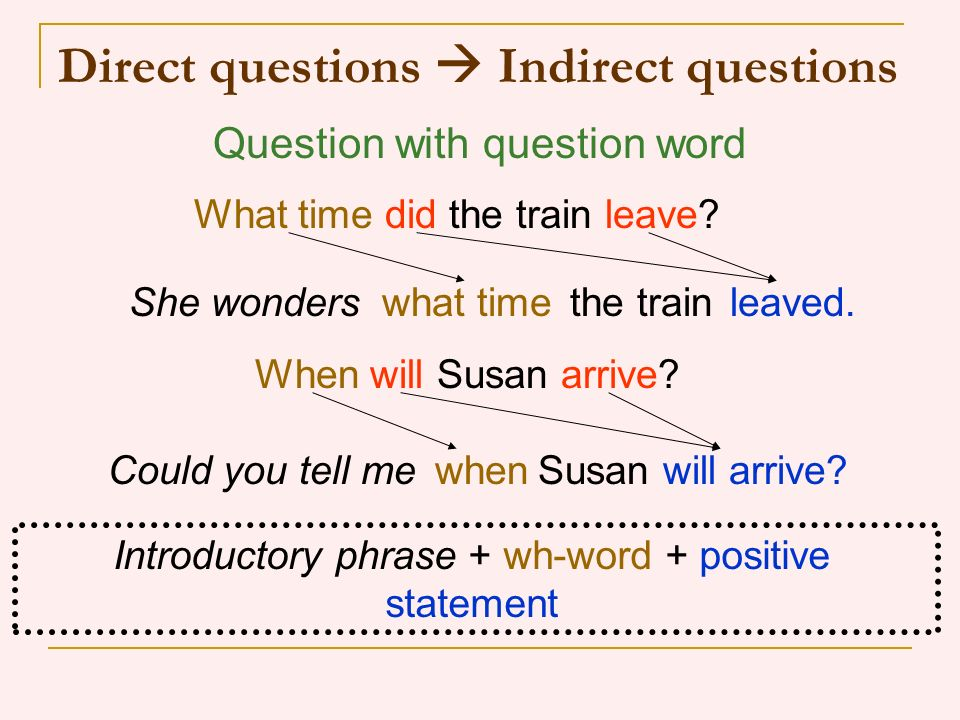 Direct questions → Indirect questions
Question with question word
What time did the train leave?
She wonders what time the train leaved.
When will Susan arrive?
Could you tell me when Susan will arrive?
Introductory phrase + wh-word + positive
statement